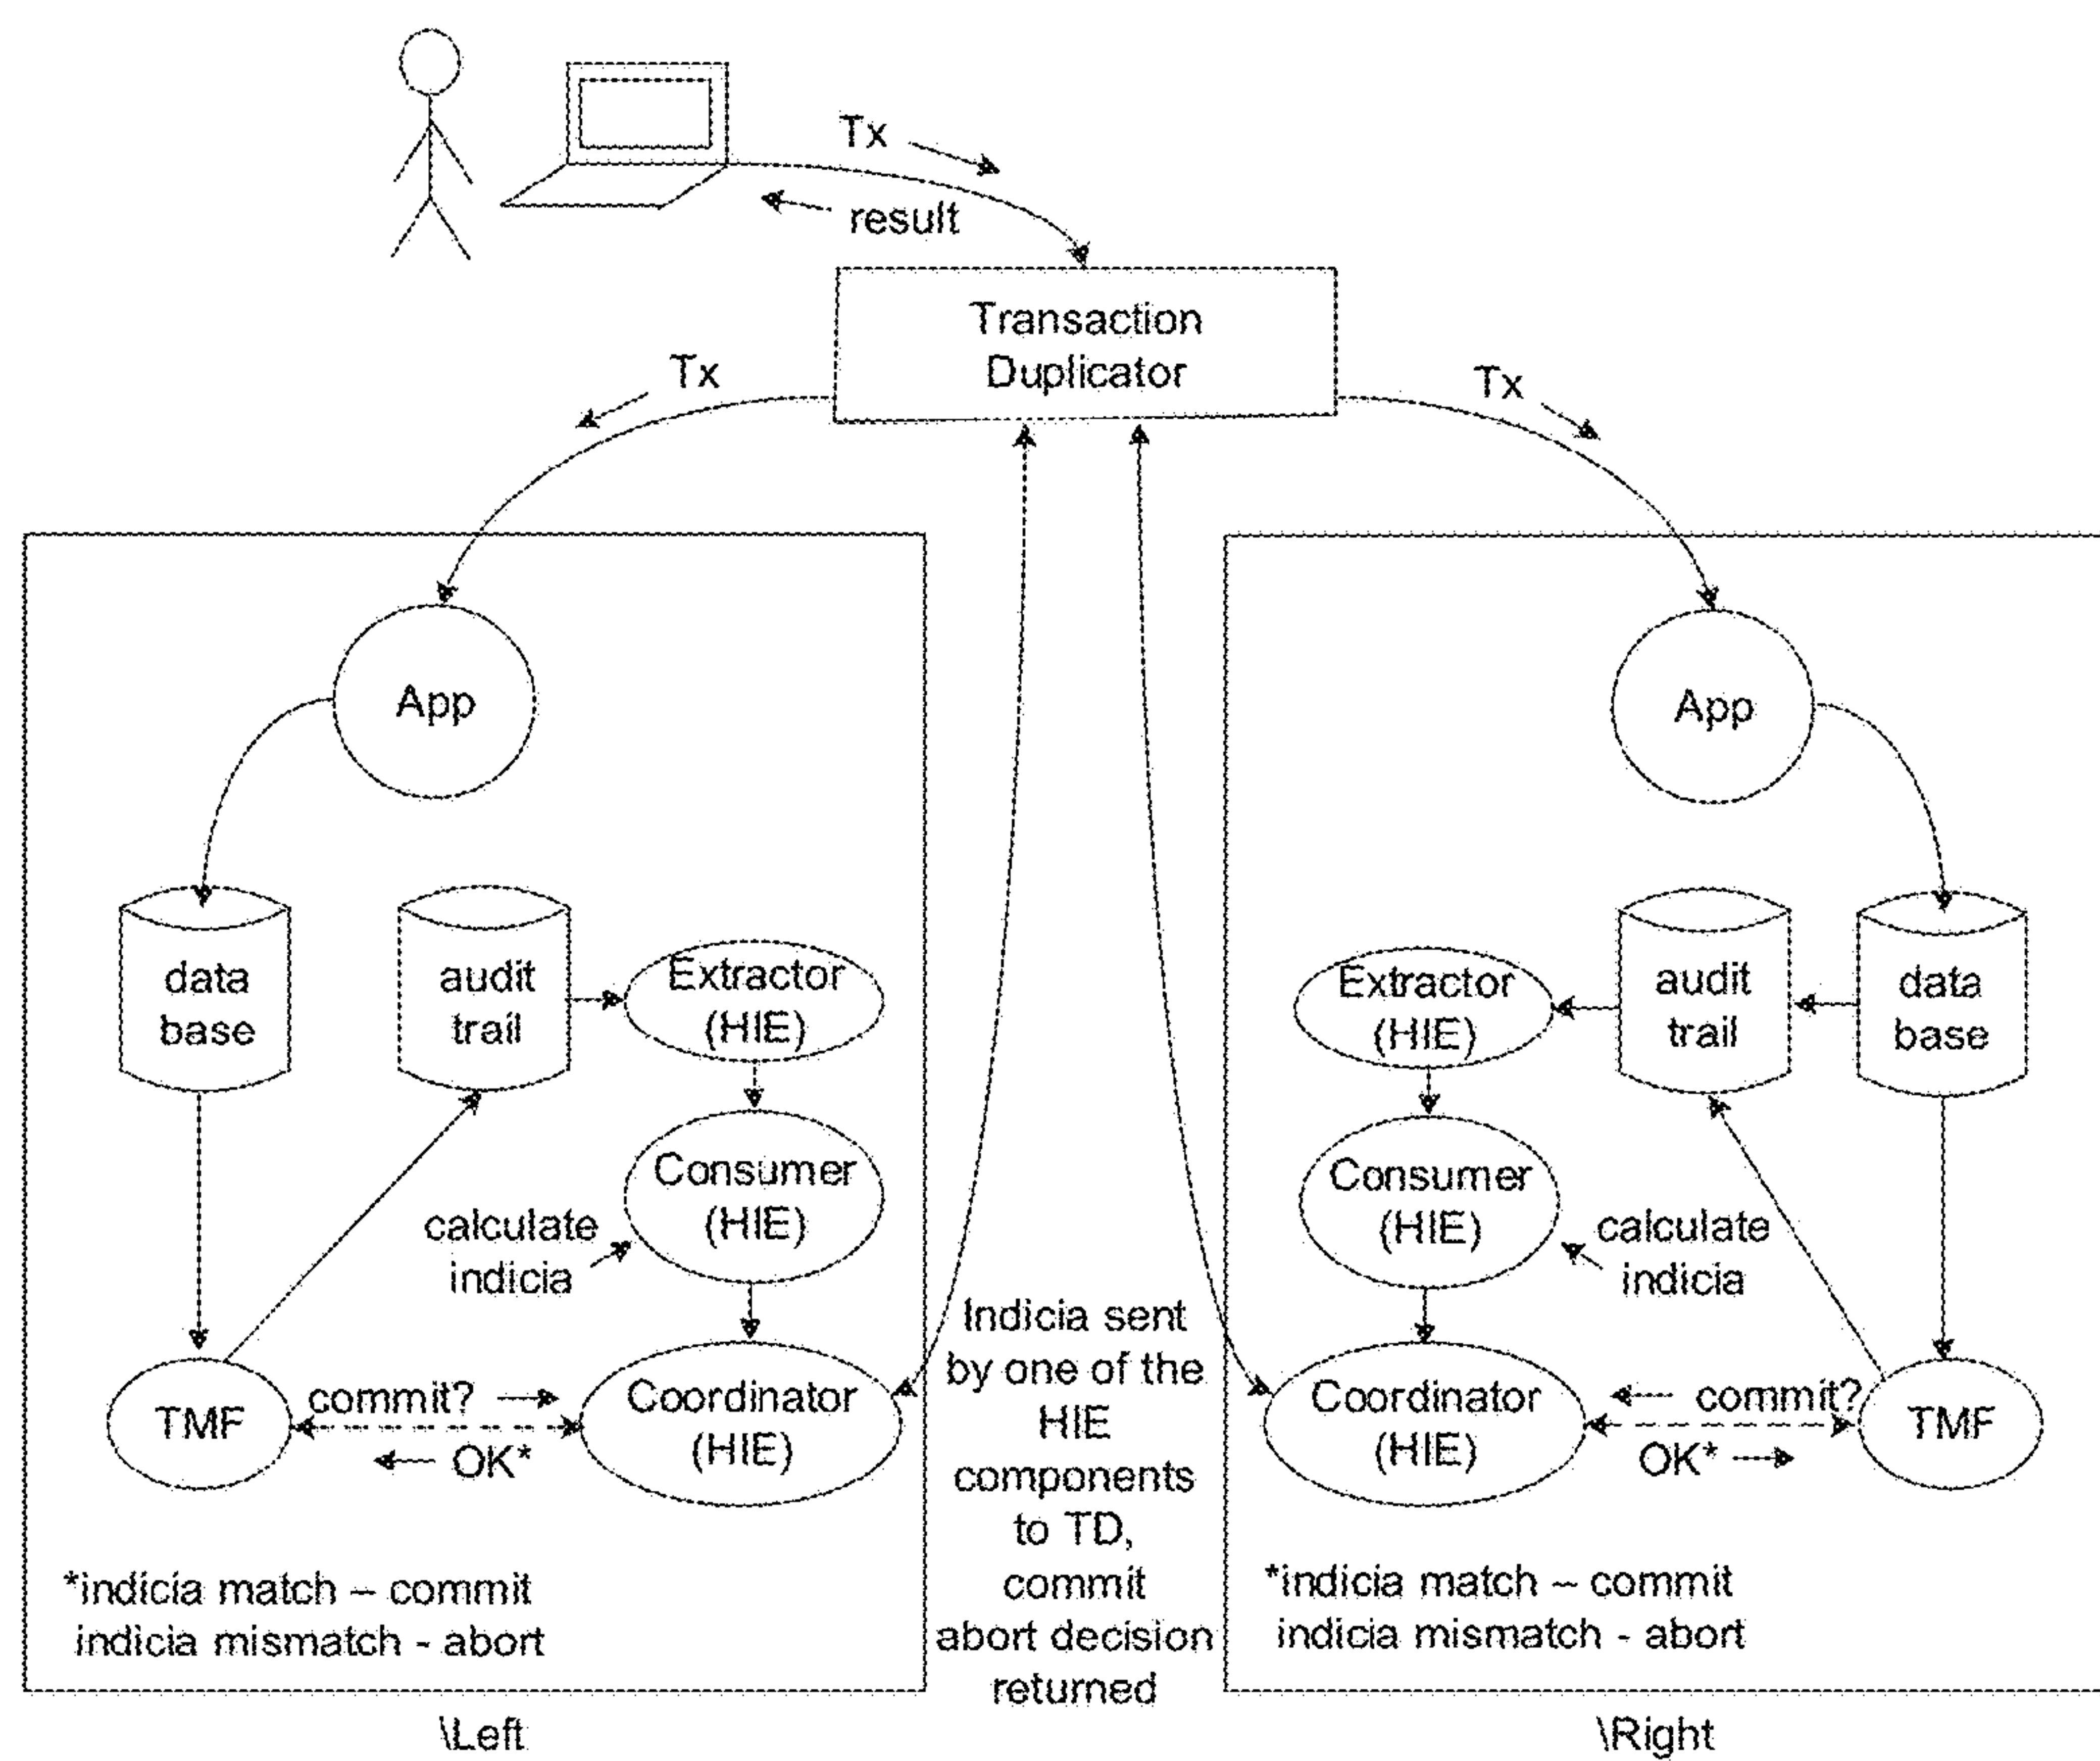 Tx
result
Transaction
Duplicator
Tx
Tx
App
App
data
base
audit
trail
Extractor
(HIE)
Extractor
(HIE)
audit
trail
data
base
Consumer
(HIE)
calculate
indicia
Consumer
(HIE)
calculate
indicia
TMF
commit?
OK*
Coordinator
(HIE)
Indicia sent
by one of the
HIE
components
to TD,
commit
abort decision
returned
Coordinator
(HIE)
commit?
OK*
TMF
*indicia match – commit
indicia mismatch - abort
*indicia match – commit
indicia mismatch - abort
\Left
\Right